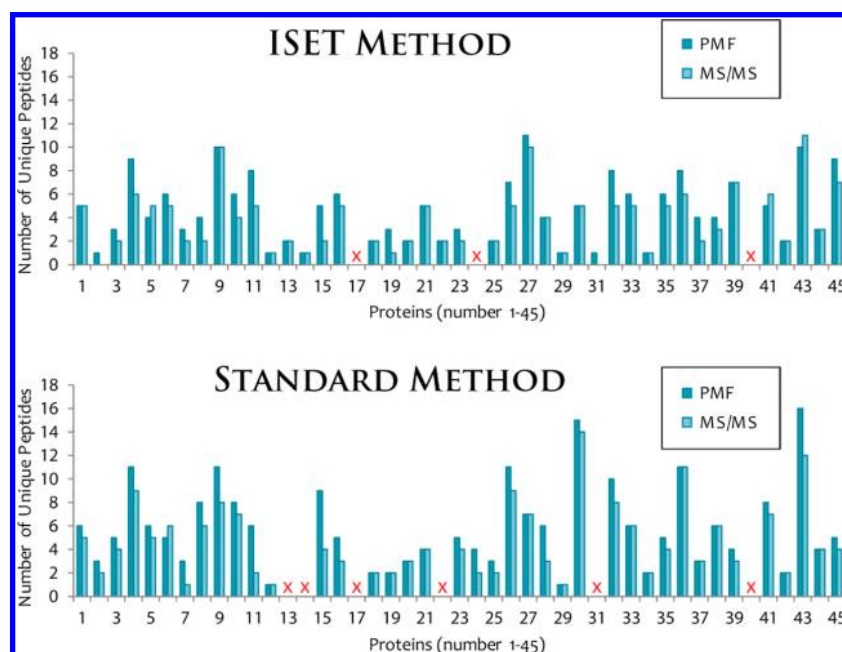 ISET METHOD
PMF
MS/MS
Number of Unique Peptides
18
16
14
12
10
8
6
4
2
0
X X X
1 3 5 7 9 11 13 15 17 19 21 23 25 27 29 31 33 35 37 39 41 43 45
Proteins (number 1-45)
STANDARD METHOD
PMF
MS/MS
Number of Unique Peptides
18
16
14
12
10
8
6
4
2
0
X X X X X X
1 3 5 7 9 11 13 15 17 19 21 23 25 27 29 31 33 35 37 39 41 43 45
Proteins (number 1-45)